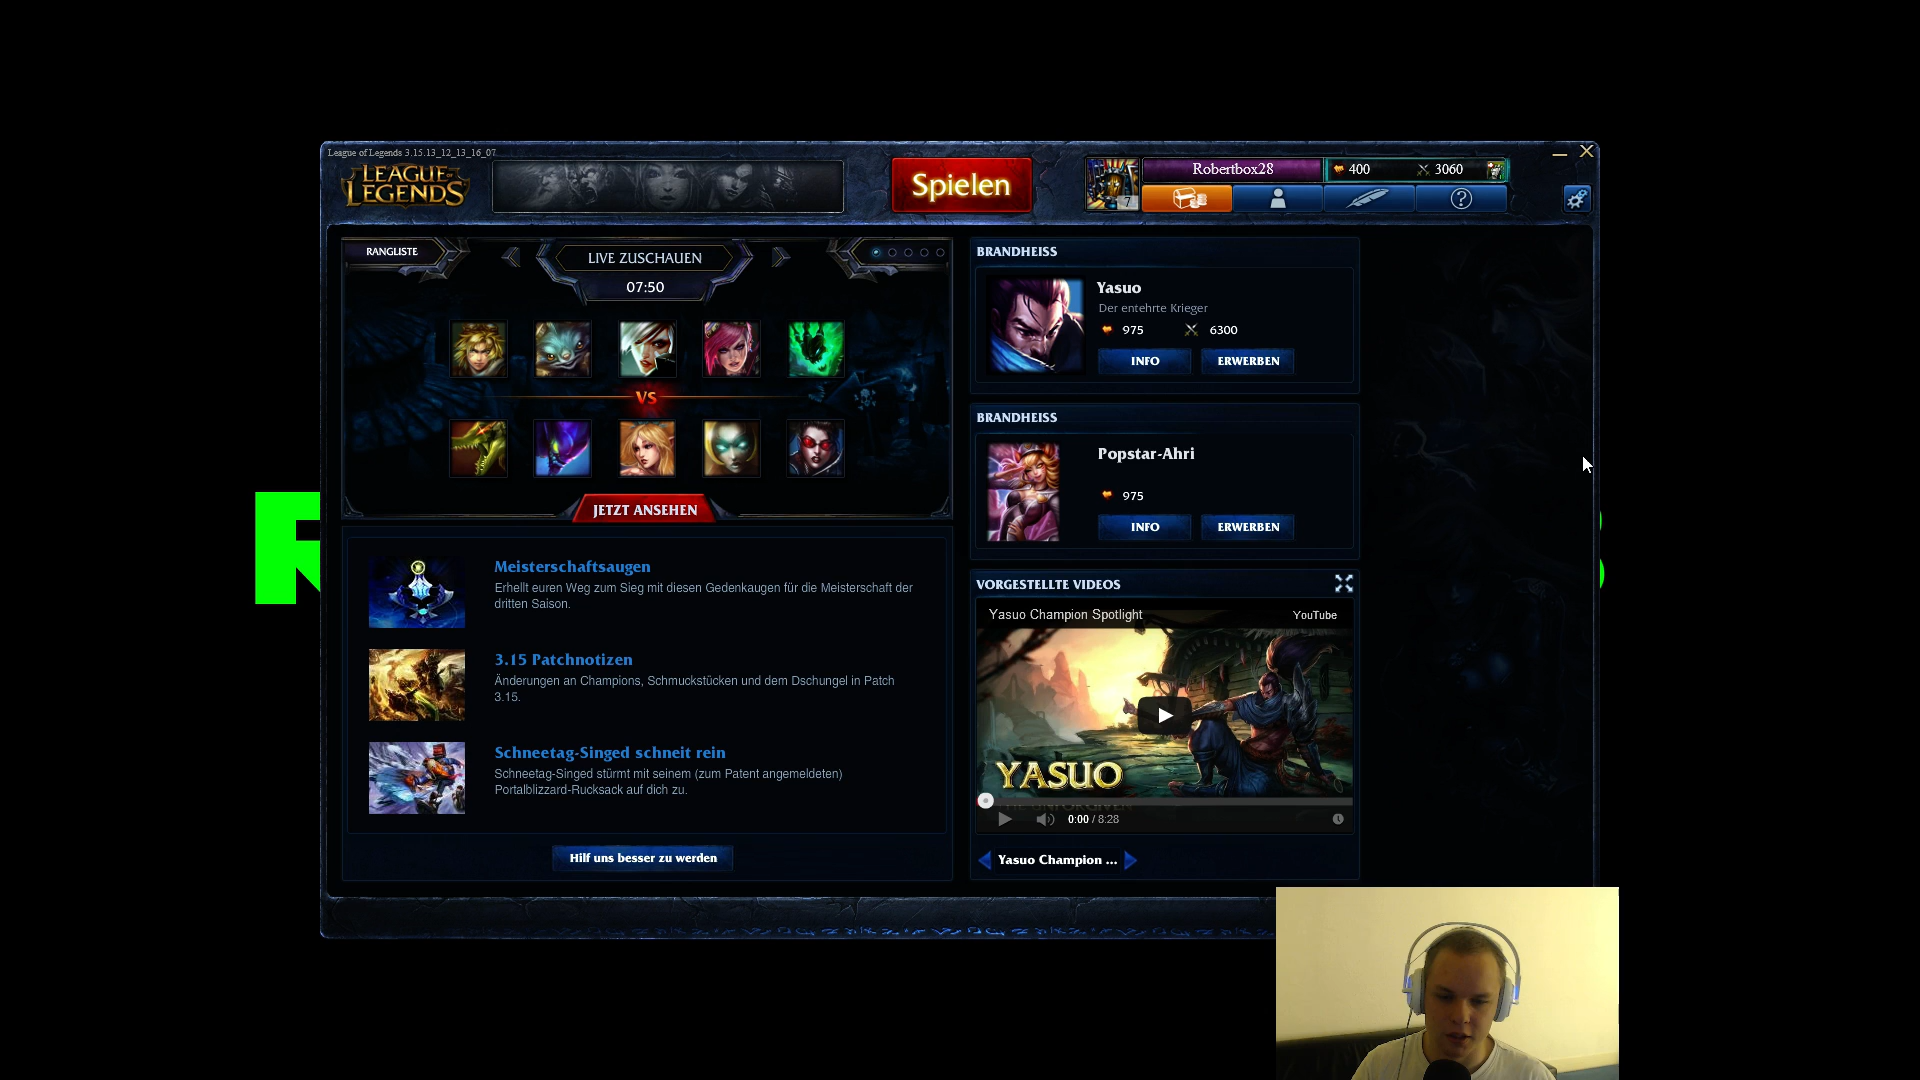 League of Legends 3.15.13_12_13_16_07
LEAGUE OF
LEGENDS
Spielen
Robertbox28
400
3060
7
RANGLISTE
LIVE ZUSCHAUEN
07:50
VS
JETZT ANSEHEN
Meisterschaftsaugen
Erhellt euren Weg zum Sieg mit diesen Gedenkaugen für die Meisterschaft der
dritten Saison.
3.15 Patchnotizen
Änderungen an Champions, Schmuckstücken und dem Dschungel in Patch
3.15.
Schneetag-Singed schneit rein
Schneetag-Singed stürmt mit seinem (zum Patent angemeldeten)
Portalblizzard-Rucksack auf dich zu.
Hilf uns besser zu werden
BRANDHEISS
Yasuo
Der entehrte Krieger
975
6300
INFO
ERWERBEN
BRANDHEISS
Popstar-Ahri
975
INFO
ERWERBEN
VORGESTELLTE VIDEOS
Yasuo Champion Spotlight
YouTube
YASUO
THE UNFORGIVEN
0:00 / 8:28
Yasuo Champion ...